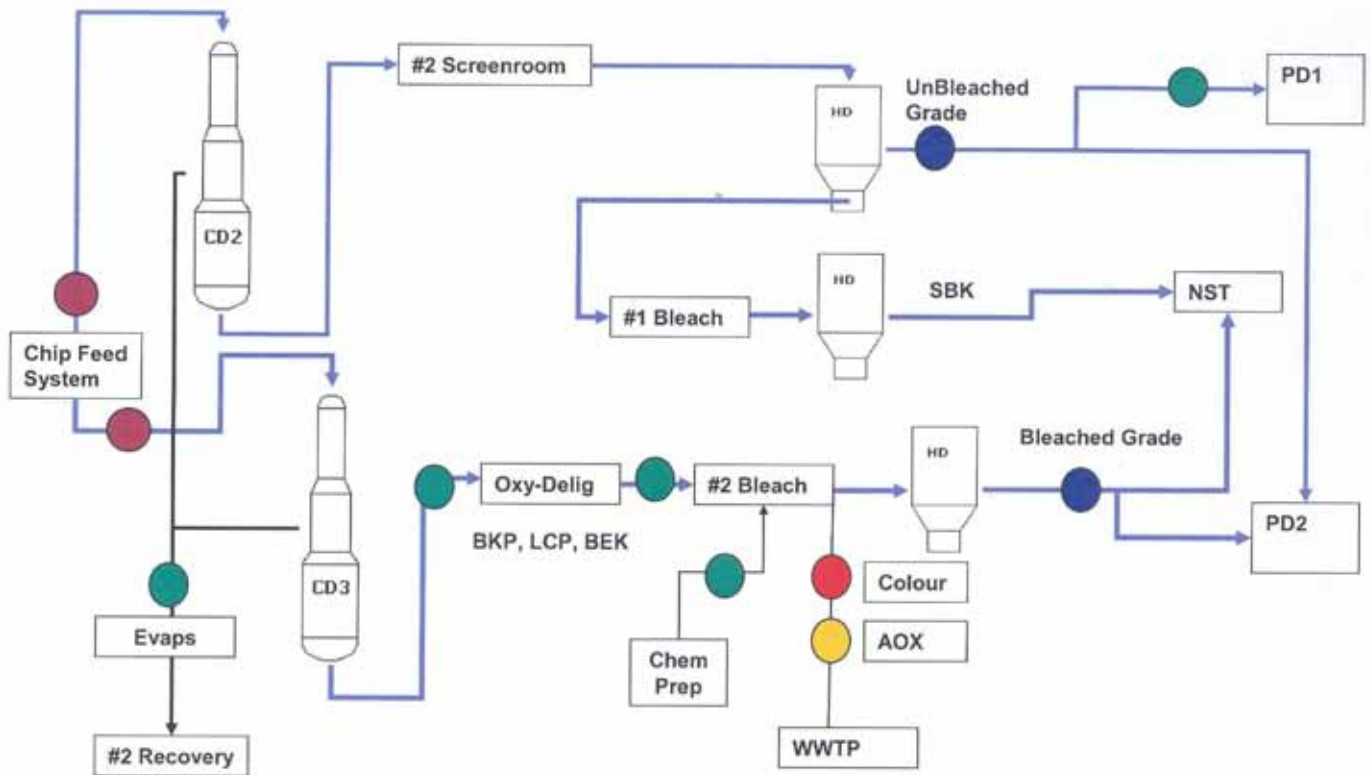 #2 Screenroom
PD1
UnBleached
Grade
HD
CD2
HD
SBK
NST
#1 Bleach
Chip Feed
System
Bleached Grade
HD
Oxy-Delig
#2 Bleach
PD2
BKP, LCP, BEK
CD3
Colour
Evaps
AOX
Chem
Prep
WWTP
#2 Recovery